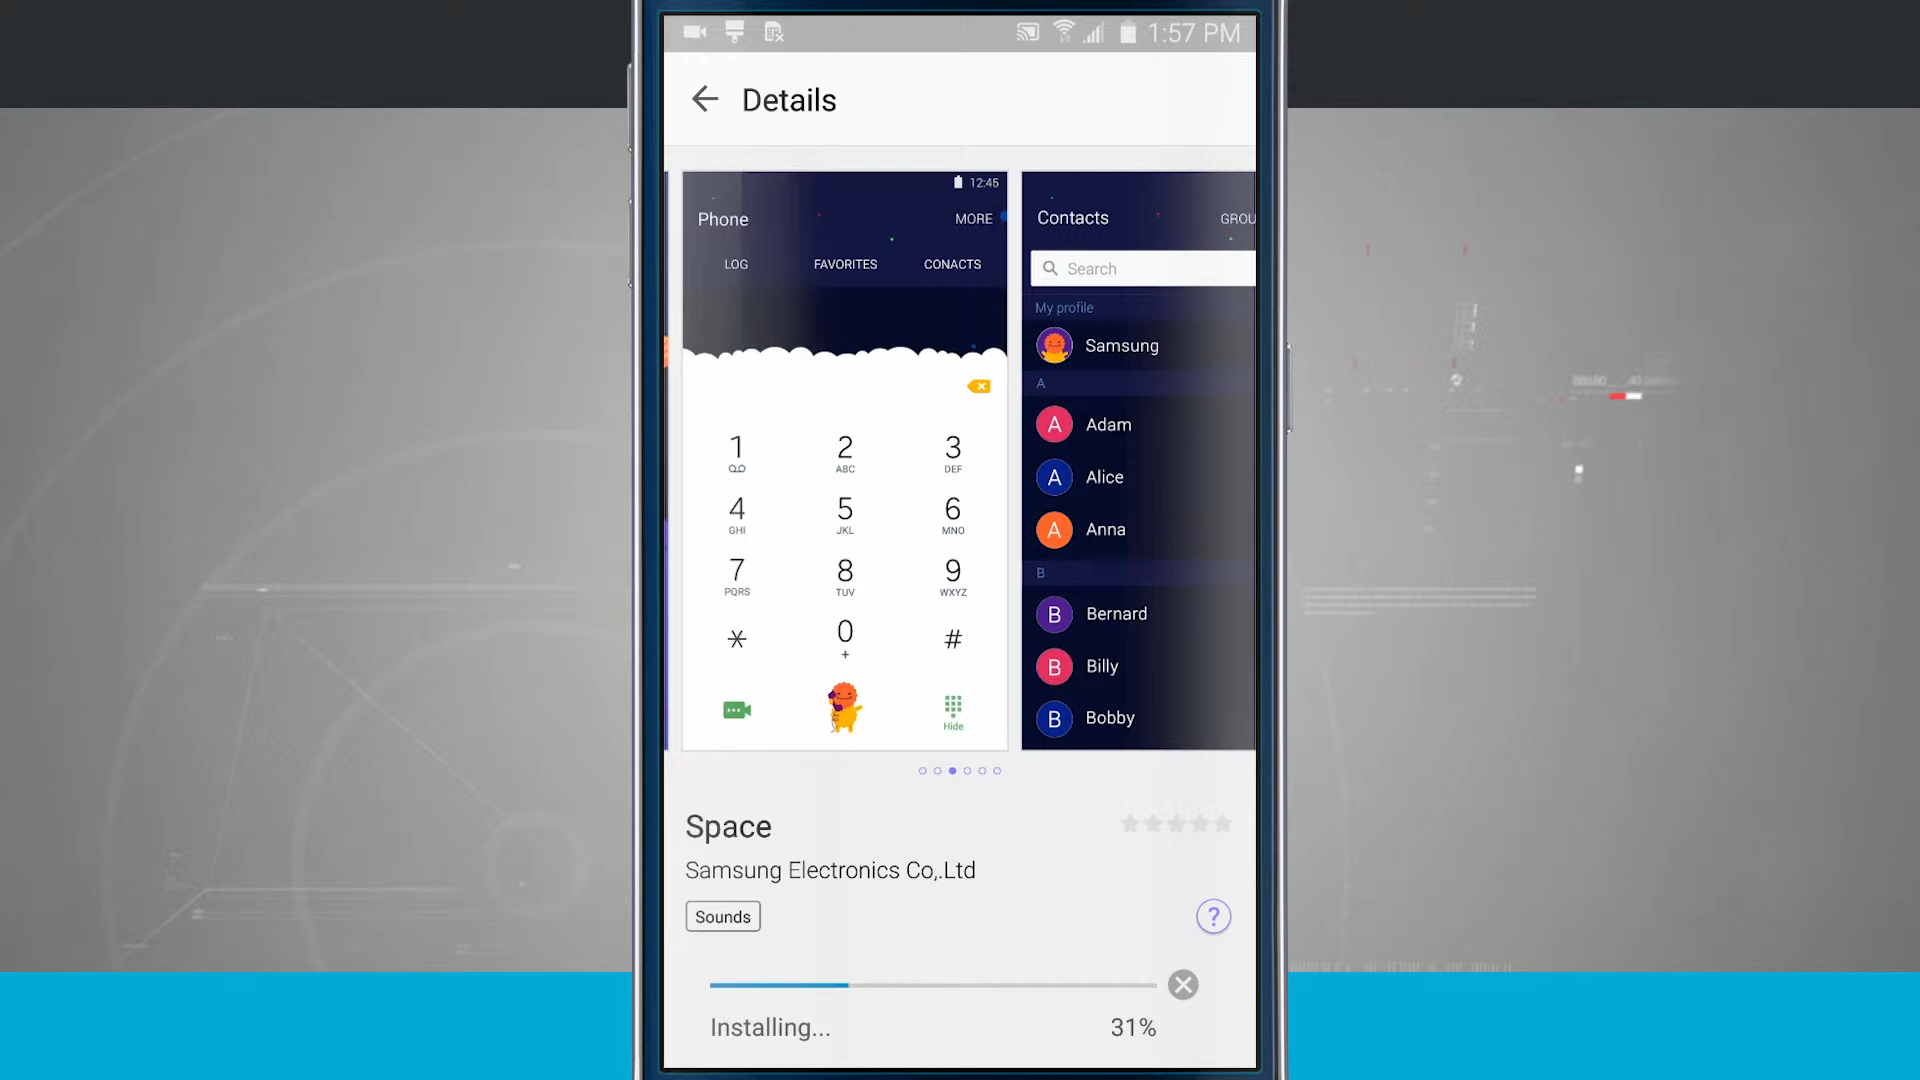 1:57 PM
Details
12:45
Phone
MORE
LOG
FAVORITES
CONACTS
1
2
ABC
3
DEF
4
GHI
5
JKL
6
MNO
7
PQRS
8
TUV
9
WXYZ
*
0
+
#
Hide
Contacts
GROU
Search
My profile
Samsung
A
A Adam
A Alice
A Anna
B
B Bernard
B Billy
B Bobby
Space
Samsung Electronics Co,.Ltd
Sounds
?
Installing...
31%